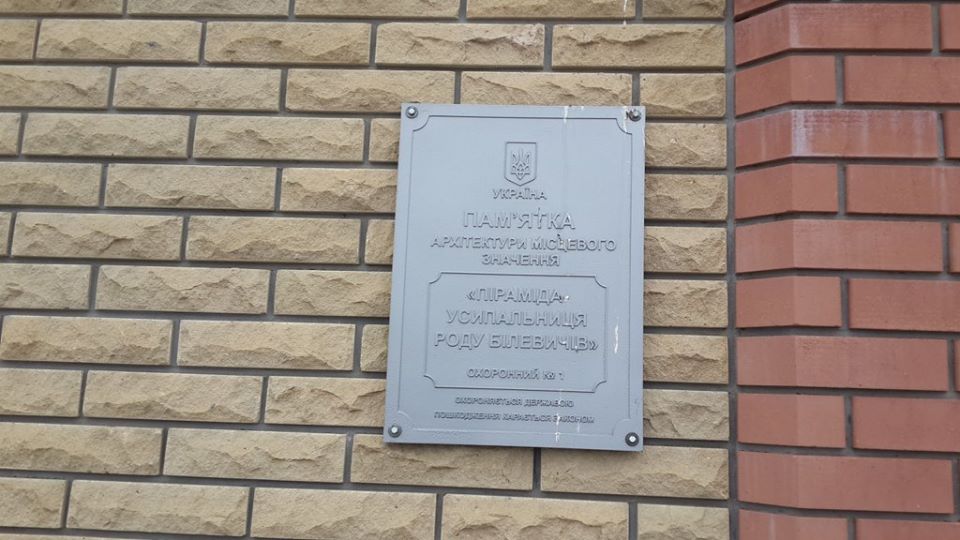 УКРАЇНА
ПАМ'ЯТКА
АРХІТЕКТУРИ МІСЦЕВОГО
ЗНАЧЕННЯ
«ПІРАМІДА-
УСИПАЛЬНИЦЯ
РОДУ БІЛЕВИЧІВ»
ОХОРОННИЙ № 1
ОХОРОНЯЄТЬСЯ ДЕРЖАВОЮ
ПОШКОДЖЕННЯ КАРАЄТЬСЯ ЗАКОНОМ